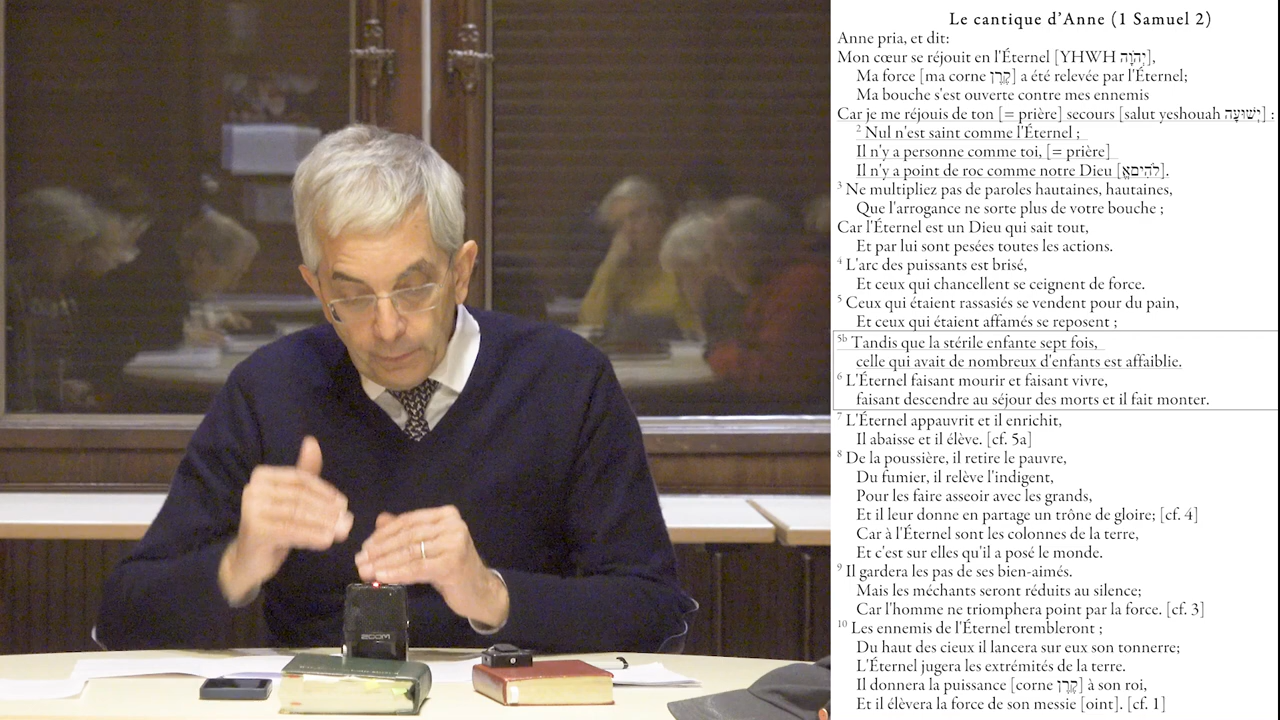 Le cantique d'Anne (1 Samuel 2)
Anne pria, et dit:
Mon cœur se réjouit en l'Éternel [YHWH יְהֹוָה],
Ma force [ma corne קֶרֶן] a été relevée par l'Éternel;
Ma bouche s'est ouverte contre mes ennemis
Car je me réjouis de ton [= prière] secours [salut yeshouah יְשׁוּעָה] :
2 Nul n'est saint comme l'Éternel ;
Il n'y a personne comme toi, [= prière]
Il n'y a point de roc comme notre Dieu [לֹהִיםאֱ].
3 Ne multipliez pas de paroles hautaines, hautaines,
Que l'arrogance ne sorte plus de votre bouche ;
Car l'Éternel est un Dieu qui sait tout,
Et par lui sont pesées toutes les actions.
4 L'arc des puissants est brisé,
Et ceux qui chancellent se ceignent de force.
5 Ceux qui étaient rassasiés se vendent pour du pain,
Et ceux qui étaient affamés se reposent ;
5b Tandis que la stérile enfante sept fois,
celle qui avait de nombreux d'enfants est affaiblie.
6 L'Éternel faisant mourir et faisant vivre,
faisant descendre au séjour des morts et il fait monter.
7 L'Éternel appauvrit et il enrichit,
Il abaisse et il élève. [cf. 5a]
8 De la poussière, il retire le pauvre,
Du fumier, il relève l'indigent,
Pour les faire asseoir avec les grands,
Et il leur donne en partage un trône de gloire; [cf. 4]
Car à l'Éternel sont les colonnes de la terre,
Et c'est sur elles qu'il a posé le monde.
9 Il gardera les pas de ses bien-aimés.
Mais les méchants seront réduits au silence;
Car l'homme ne triomphera point par la force. [cf. 3]
10 Les ennemis de l'Éternel trembleront ;
Du haut des cieux il lancera sur eux son tonnerre;
L'Éternel jugera les extrémités de la terre.
Il donnera la puissance [corne קֶרֶן] à son roi,
Et il élèvera la force de son messie [oint]. [cf. 1]
zoom